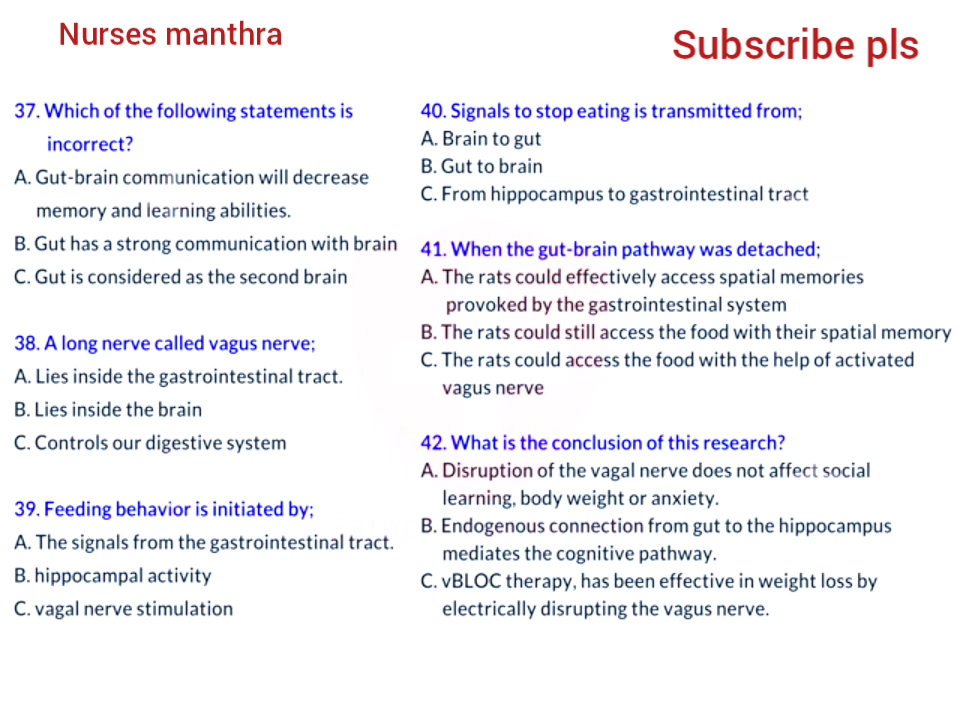 Nurses manthra
Subscribe pls
37. Which of the following statements is
incorrect?
A. Gut-brain communication will decrease
memory and learning abilities.
B. Gut has a strong communication with brain
C. Gut is considered as the second brain
38. A long nerve called vagus nerve;
A. Lies inside the gastrointestinal tract.
B. Lies inside the brain
C. Controls our digestive system
39. Feeding behavior is initiated by;
A. The signals from the gastrointestinal tract.
B. hippocampal activity
C. vagal nerve stimulation
40. Signals to stop eating is transmitted from;
A. Brain to gut
B. Gut to brain
C. From hippocampus to gastrointestinal tract
41. When the gut-brain pathway was detached;
A. The rats could effectively access spatial memories
provoked by the gastrointestinal system
B. The rats could still access the food with their spatial memory
C. The rats could access the food with the help of activated
vagus nerve
42. What is the conclusion of this research?
A. Disruption of the vagal nerve does not affect social
learning, body weight or anxiety.
B. Endogenous connection from gut to the hippocampus
mediates the cognitive pathway.
C. vBLOC therapy, has been effective in weight loss by
electrically disrupting the vagus nerve.